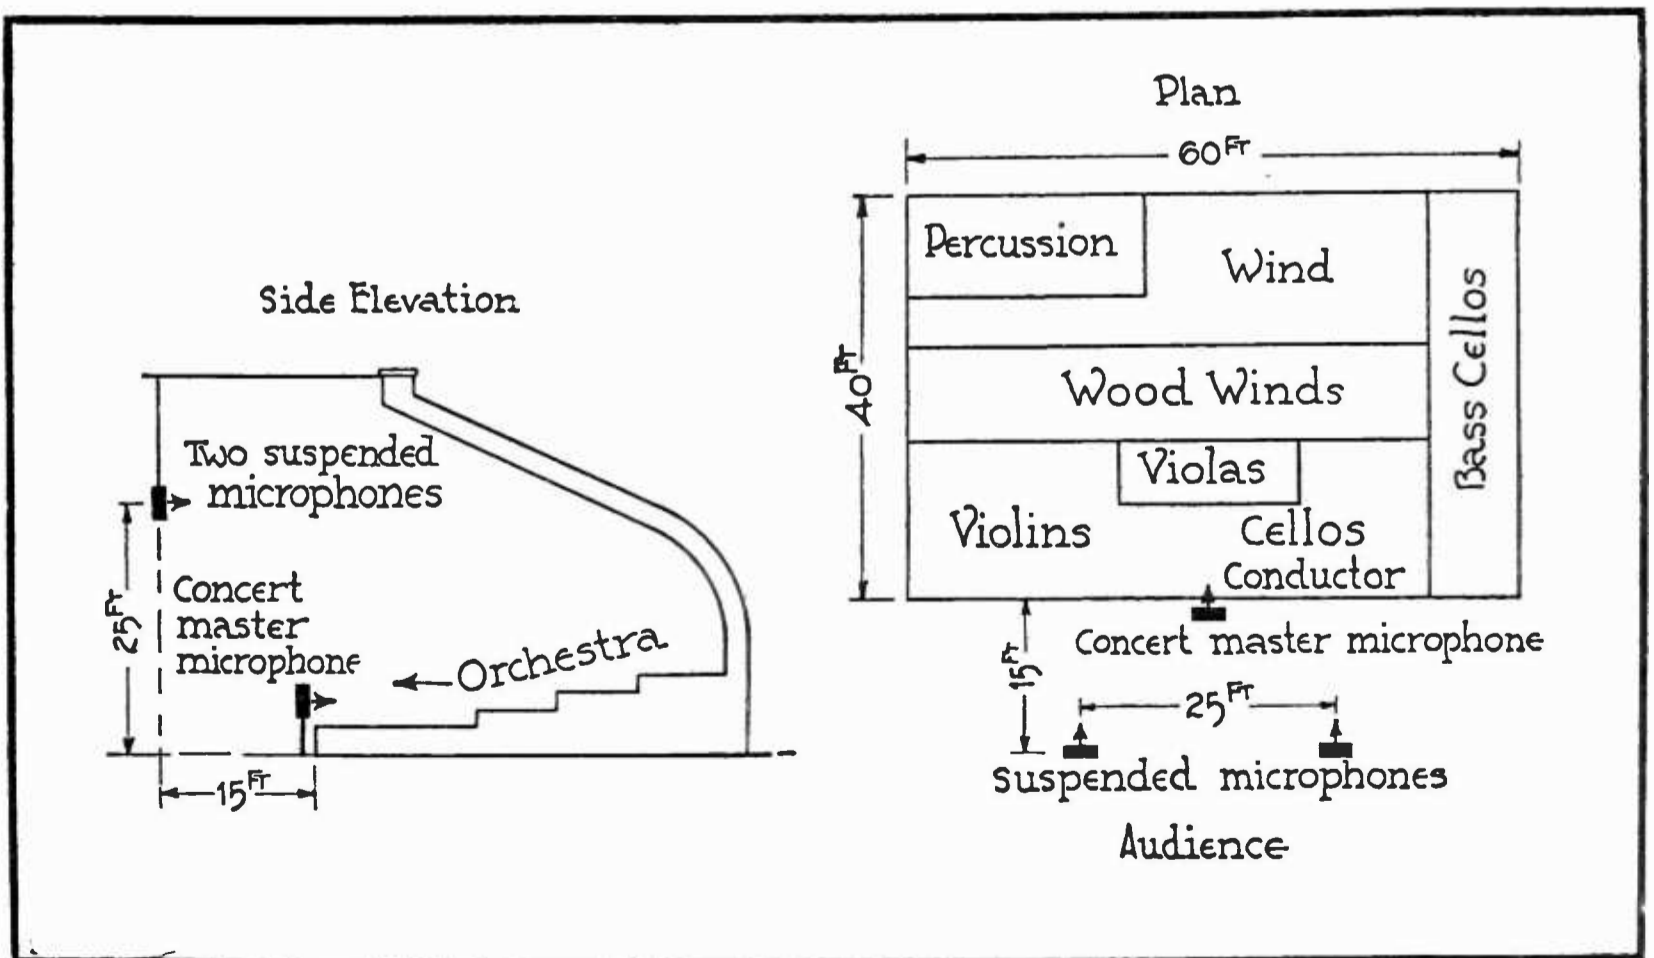 Side Elevation
Two suspended
microphones
25FT
Concert
master
microphone
Orchestra
15FT
Plan
60FT
40FT
Percussion
Wind
Bass Cellos
Wood Winds
Violas
Violins
Cellos
Conductor
Concert master microphone
15FT
25FT
Suspended microphones
Audience